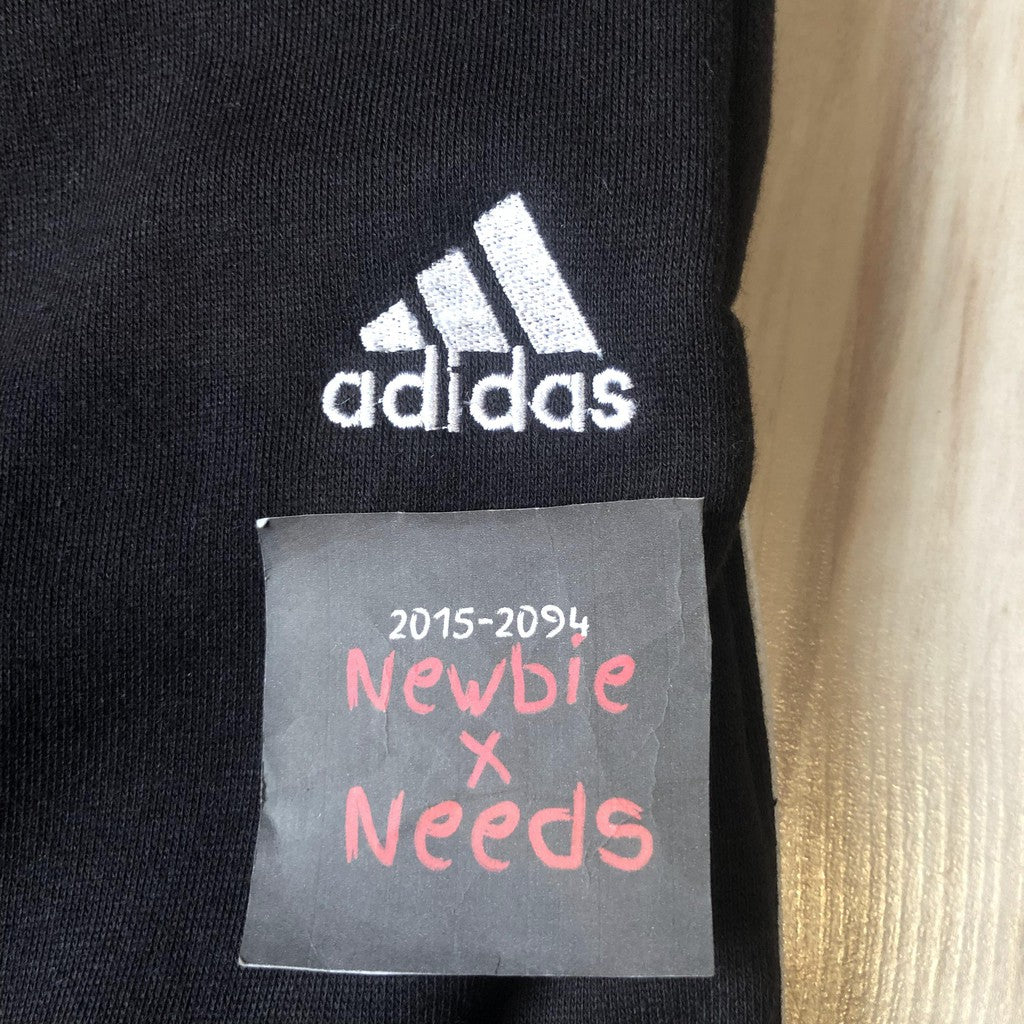 adidas
2015-2094
Newbie
x
Needs